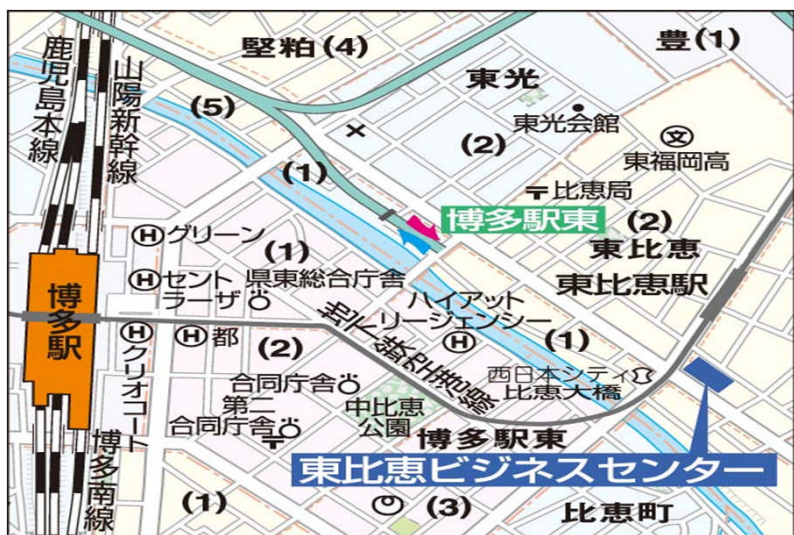 堅粕(4)
豊(1)
鹿児島本線
山陽新幹線
東光
(5)
東光会館
(2)
文
東福岡高
(1)
〒比恵局
博多駅東
(2)
Hグリーン
(1)
東比恵
Hセント
ラーザ
県東総合庁舎
東比恵駅
博多駅
ハイアット
リージェンシー
H
(1)
地下鉄空港線
H都
(2)
Hクリオコート
西日本シティ
比恵大橋
合同庁舎
第二
合同庁舎
〒
中比恵
公園
博多駅東
東比恵ビジネスセンター
博多南線
(1)
(3)
比恵町